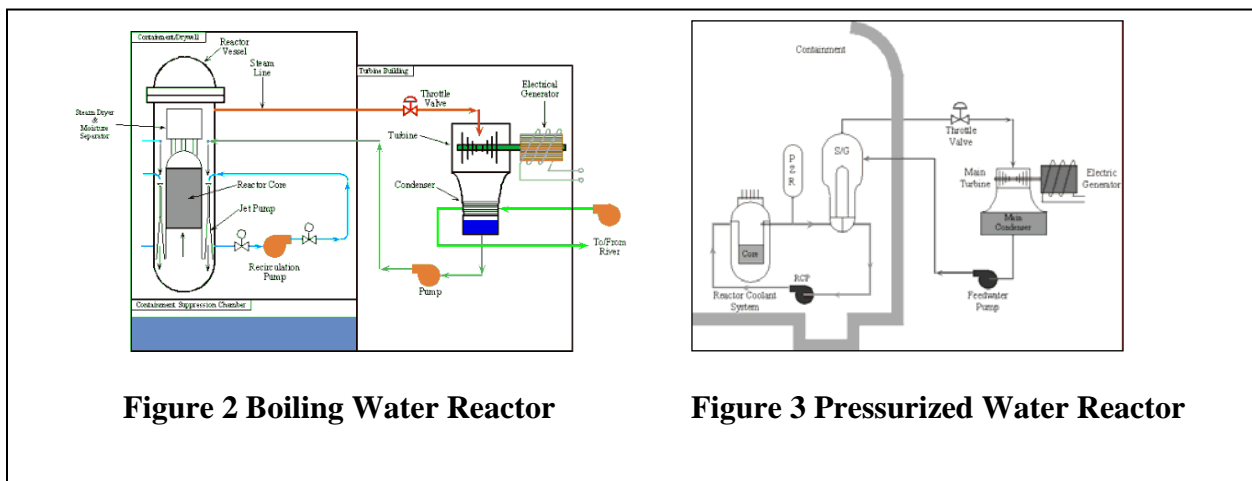 Containment/Drywell
Reactor
Vessel
Steam
Line
Turbine Building
Throttle
Valve
Electrical
Generator
Steam Dryer
&
Moisture
Separator
Turbine
Condenser
Reactor Core
Jet Pump
Recirculation
Pump
To/From
River
Pump
Containment Suppression Chamber
Figure 2 Boiling Water Reactor
Containment
Throttle
Valve
S/G
PzR
Main
Turbine
Electric
Generator
Main
Condenser
Core
RCP
Reactor Coolant
System
Feedwater
Pump
Figure 3 Pressurized Water Reactor